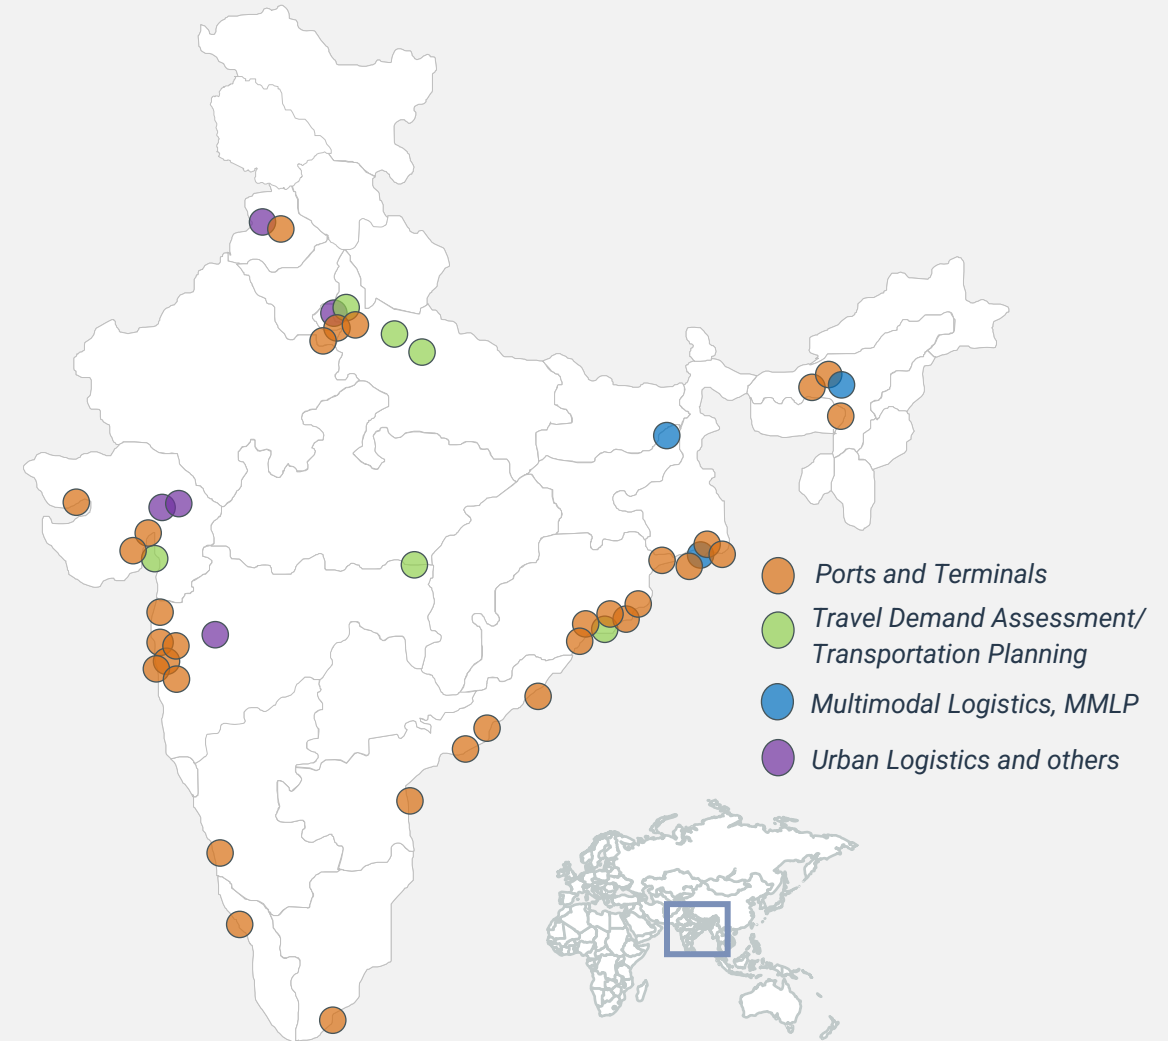 Ports and Terminals
Travel Demand Assessment/
Transportation Planning
Multimodal Logistics, MMLP
Urban Logistics and others